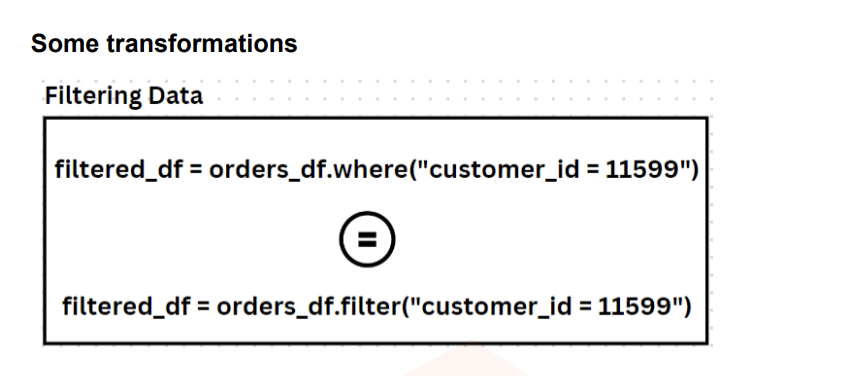 Some transformations
Filtering Data
filtered_df = orders_df.where("customer_id = 11599")
=
filtered_df = orders_df.filter("customer_id = 11599")